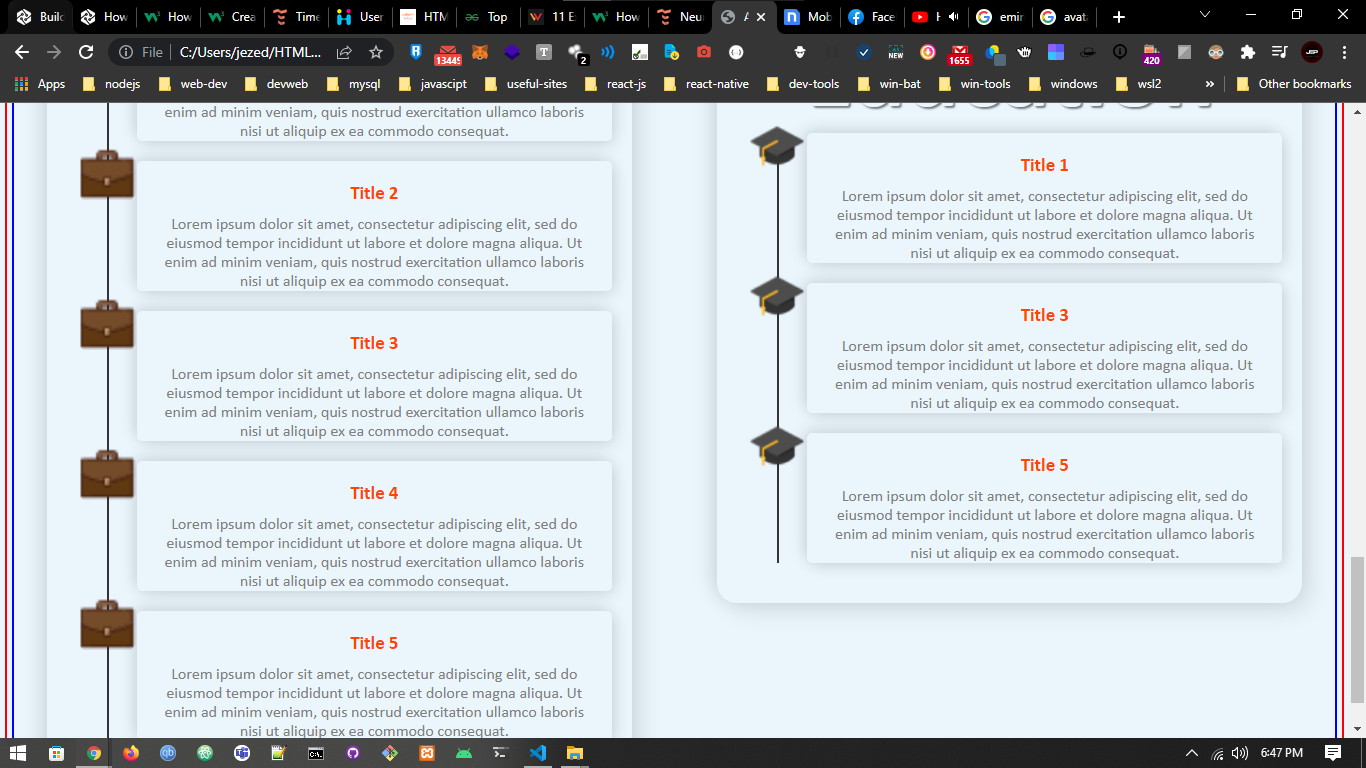 Build
How
How
Crea
Time
User
HTM
Top
11 E
How
Neur
A
Mob
Face
H
emir
avata
File
C:/Users/jezed/HTML...
13445
T
2
NEW
1655
420
JSP
Apps
nodejs
web-dev
devweb
mysql
javascipt
useful-sites
react-js
react-native
dev-tools
win-bat
win-tools
windows
wsl2
»
Other bookmarks
enim ad minim veniam, quis nostrud exercitation ullamco laboris
nisi ut aliquip ex ea commodo consequat.
Title 2
Lorem ipsum dolor sit amet, consectetur adipiscing elit, sed do
eiusmod tempor incididunt ut labore et dolore magna aliqua. Ut
enim ad minim veniam, quis nostrud exercitation ullamco laboris
nisi ut aliquip ex ea commodo consequat.
Title 3
Lorem ipsum dolor sit amet, consectetur adipiscing elit, sed do
eiusmod tempor incididunt ut labore et dolore magna aliqua. Ut
enim ad minim veniam, quis nostrud exercitation ullamco laboris
nisi ut aliquip ex ea commodo consequat.
Title 4
Lorem ipsum dolor sit amet, consectetur adipiscing elit, sed do
eiusmod tempor incididunt ut labore et dolore magna aliqua. Ut
enim ad minim veniam, quis nostrud exercitation ullamco laboris
nisi ut aliquip ex ea commodo consequat.
Title 5
Lorem ipsum dolor sit amet, consectetur adipiscing elit, sed do
eiusmod tempor incididunt ut labore et dolore magna aliqua. Ut
enim ad minim veniam, quis nostrud exercitation ullamco laboris
nisi ut aliquip ex ea commodo consequat.
Education
Title 1
Lorem ipsum dolor sit amet, consectetur adipiscing elit, sed do
eiusmod tempor incididunt ut labore et dolore magna aliqua. Ut
enim ad minim veniam, quis nostrud exercitation ullamco laboris
nisi ut aliquip ex ea commodo consequat.
Title 3
Lorem ipsum dolor sit amet, consectetur adipiscing elit, sed do
eiusmod tempor incididunt ut labore et dolore magna aliqua. Ut
enim ad minim veniam, quis nostrud exercitation ullamco laboris
nisi ut aliquip ex ea commodo consequat.
Title 5
Lorem ipsum dolor sit amet, consectetur adipiscing elit, sed do
eiusmod tempor incididunt ut labore et dolore magna aliqua. Ut
enim ad minim veniam, quis nostrud exercitation ullamco laboris
nisi ut aliquip ex ea commodo consequat.
6:47 PM